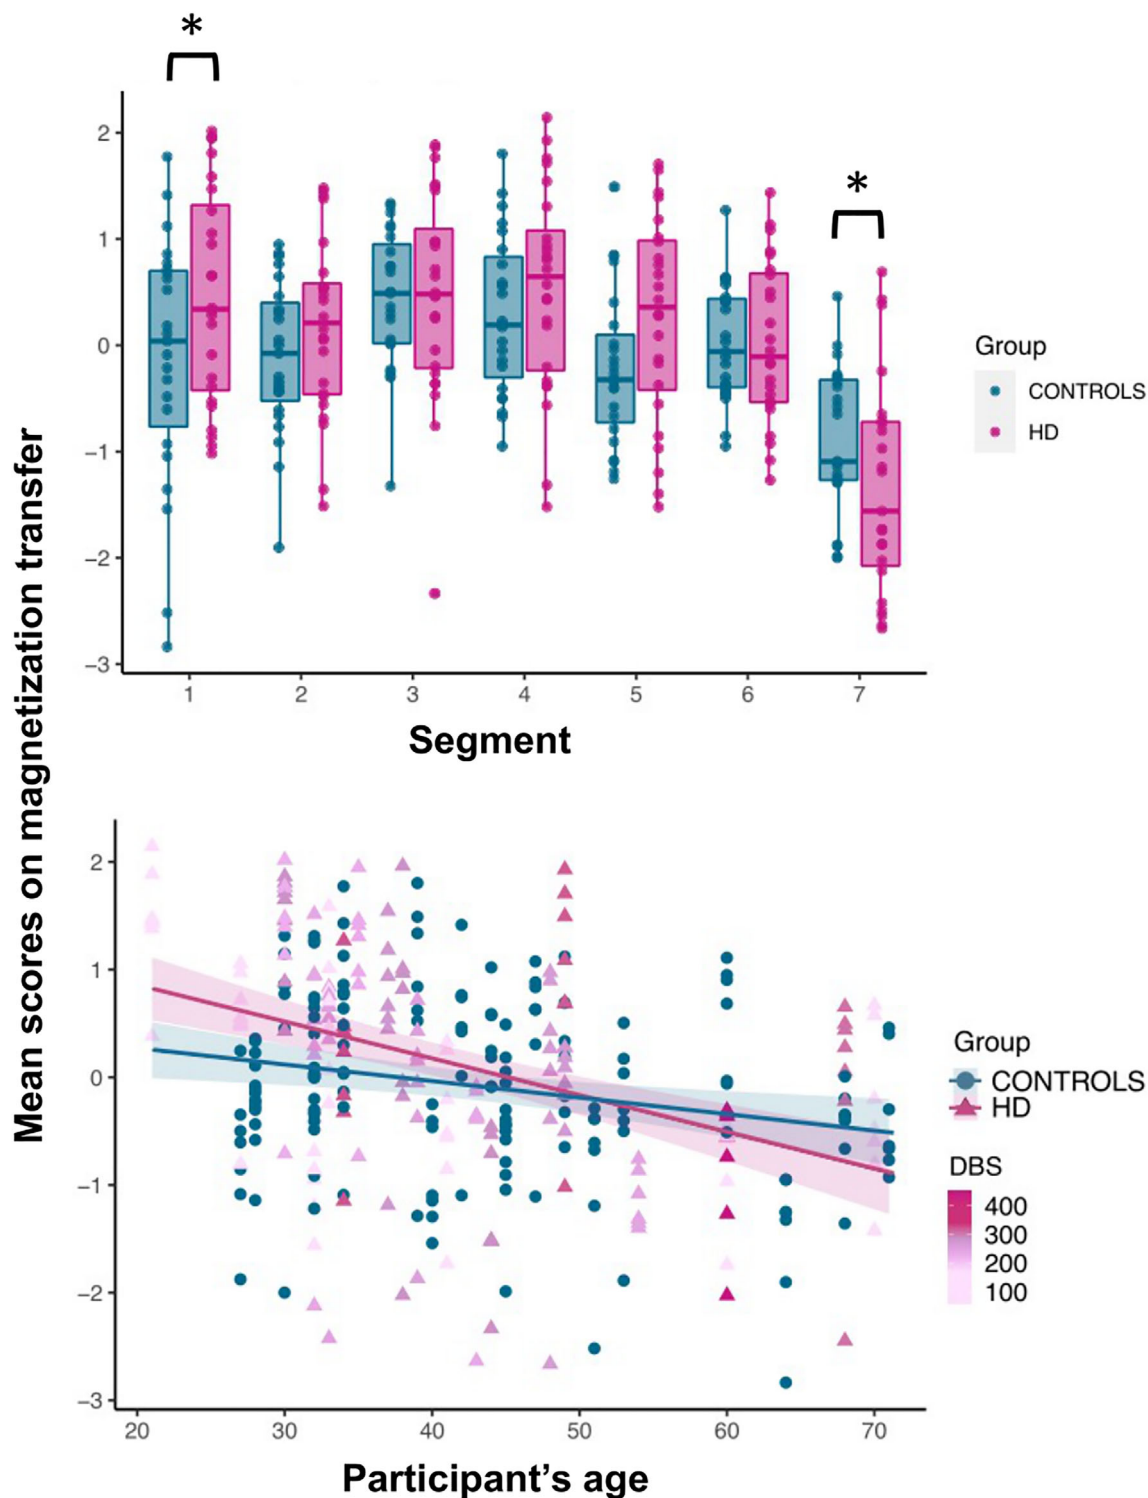 *
*
2
1
0
−1
−2
−3
1 2 3 4 5 6 7
Segment
Group
CONTROLS
HD
Mean scores on magnetization transfer
2
1
0
−1
−2
−3
20 30 40 50 60 70
Participant’s age
Group
CONTROLS
HD
DBS
400
300
200
100